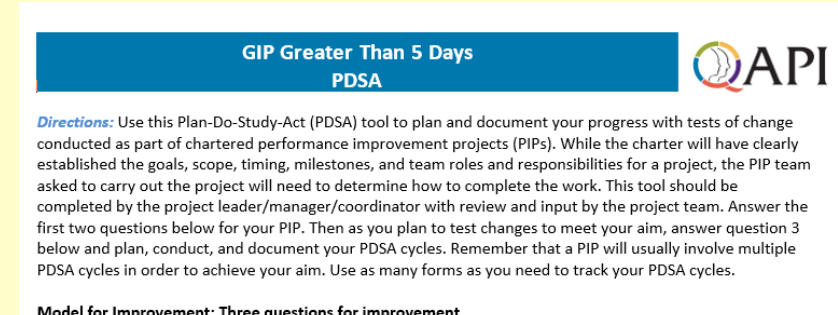 GIP Greater Than 5 Days
PDSA
QAPI
Directions: Use this Plan-Do-Study-Act (PDSA) tool to plan and document your progress with tests of change
conducted as part of chartered performance improvement projects (PIPs). While the charter will have clearly
established the goals, scope, timing, milestones, and team roles and responsibilities for a project, the PIP team
asked to carry out the project will need to determine how to complete the work. This tool should be
completed by the project leader/manager/coordinator with review and input by the project team. Answer the
first two questions below for your PIP. Then as you plan to test changes to meet your aim, answer question 3
below and plan, conduct, and document your PDSA cycles. Remember that a PIP will usually involve multiple
PDSA cycles in order to achieve your aim. Use as many forms as you need to track your PDSA cycles.
Model for Improvement: Three questions for improvement